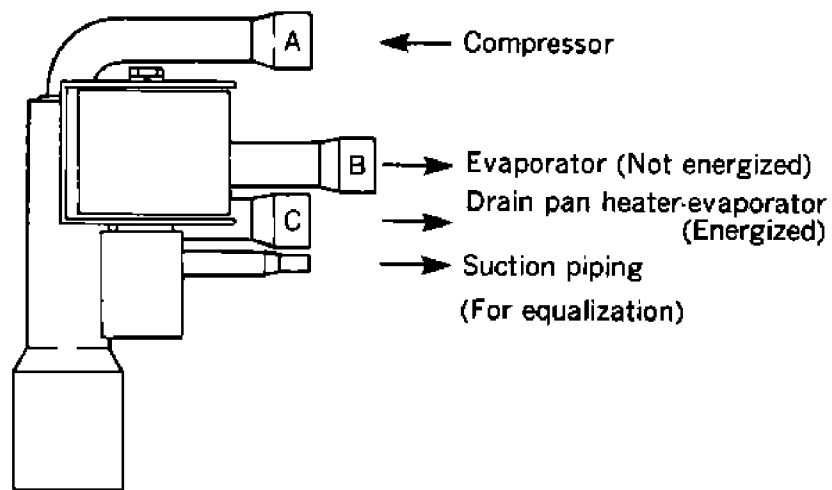 A
Compressor
B
Evaporator (Not energized)
C
Drain pan heater-evaporator
(Energized)
Suction piping
(For equalization)